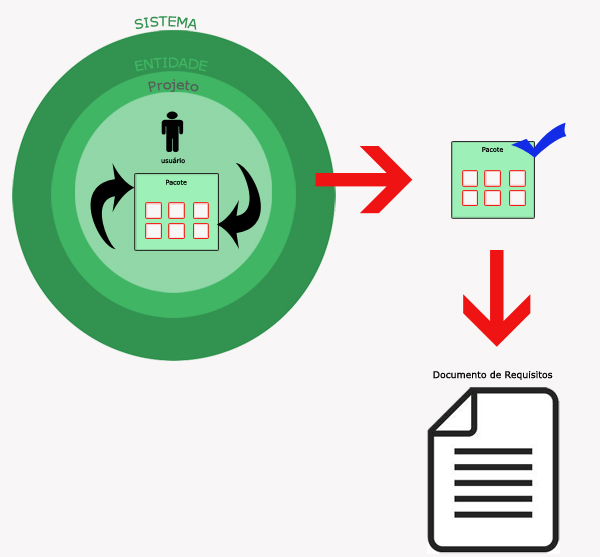 SISTEMA
ENTIDADE
Projeto
usuário
Pacote
Pacote
Documento de Requisitos